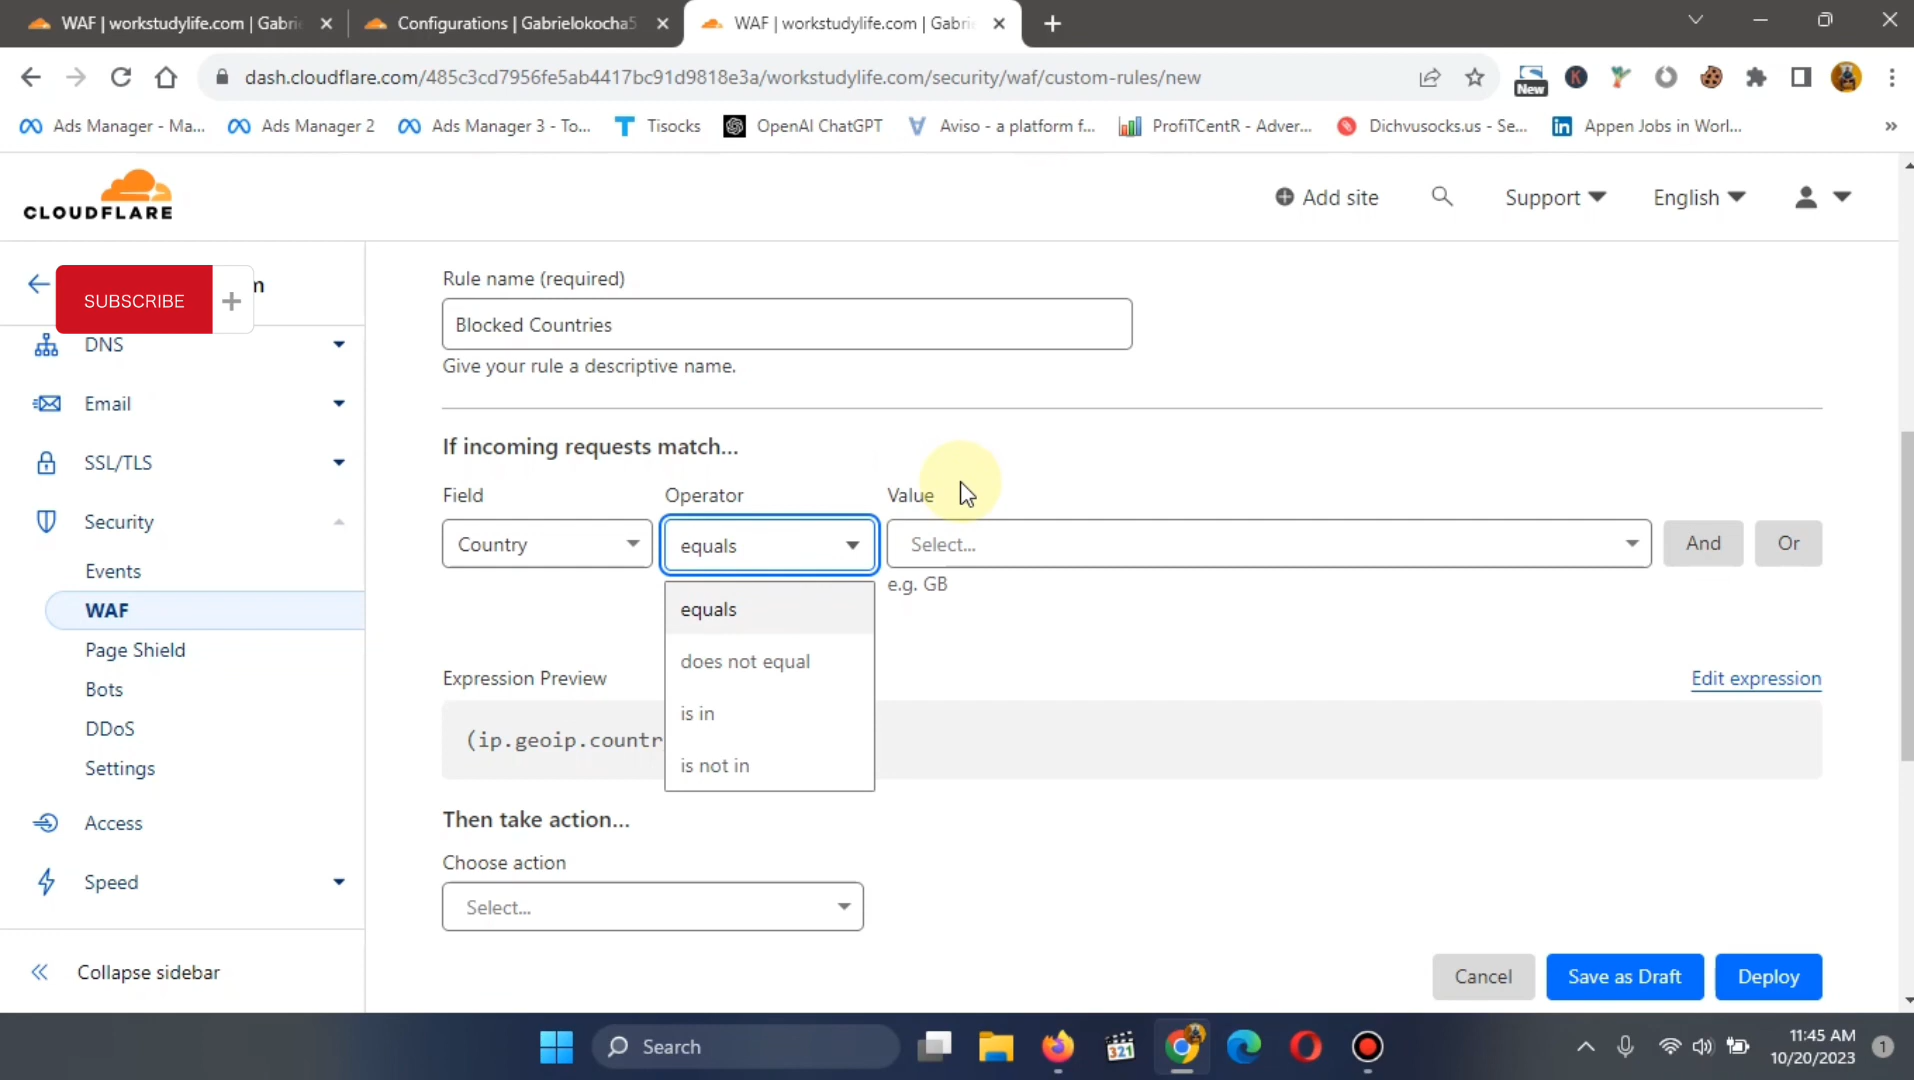 WAF | workstudylife.com | Gabri
Configurations | Gabrielokocha5
WAF | workstudylife.com | Gabri
dash.cloudflare.com/485c3cd7956fe5ab4417bc91d9818e3a/workstudylife.com/security/waf/custom-rules/new
New
K
Ads Manager - Ma...
Ads Manager 2
Ads Manager 3 - To...
Tisocks
OpenAI ChatGPT
Aviso - a platform f...
ProfiTCentR - Adver...
Dichvusocks.us - Se...
Appen Jobs in Worl...
CLOUDFLARE
Add site
Support
English
SUBSCRIBE +
m
DNS
Email
SSL/TLS
Security
Events
WAF
Page Shield
Bots
DDoS
Settings
Access
Speed
Collapse sidebar
Rule name (required)
Blocked Countries
Give your rule a descriptive name.
If incoming requests match...
Field Operator Value
Country equals Select... And Or
e.g. GB
equals
does not equal
is in
is not in
Expression Preview Edit expression
(ip.geoip.countr
Then take action...
Choose action
Select...
Cancel Save as Draft Deploy
Search
321
11:45 AM
10/20/2023
1